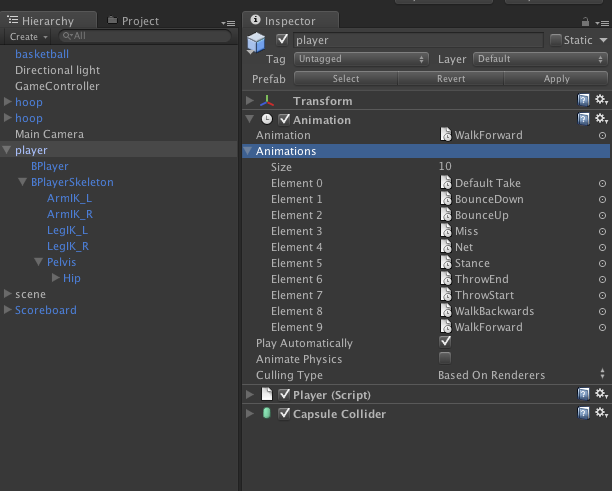 Hierarchy
Project
Create
All
basketball
Directional light
GameController
hoop
hoop
Main Camera
player
BPlayer
BPlayerSkeleton
ArmIK_L
ArmIK_R
LegIK_L
LegIK_R
Pelvis
Hip
scene
Scoreboard
Inspector
player Static
Tag Untagged Layer Default
Prefab Select Revert Apply
Transform
Animation
Animation WalkForward
Animations
Size 10
Element 0 Default Take
Element 1 BounceDown
Element 2 BounceUp
Element 3 Miss
Element 4 Net
Element 5 Stance
Element 6 ThrowEnd
Element 7 ThrowStart
Element 8 WalkBackwards
Element 9 WalkForward
Play Automatically
Animate Physics
Culling Type Based On Renderers
Player (Script)
Capsule Collider